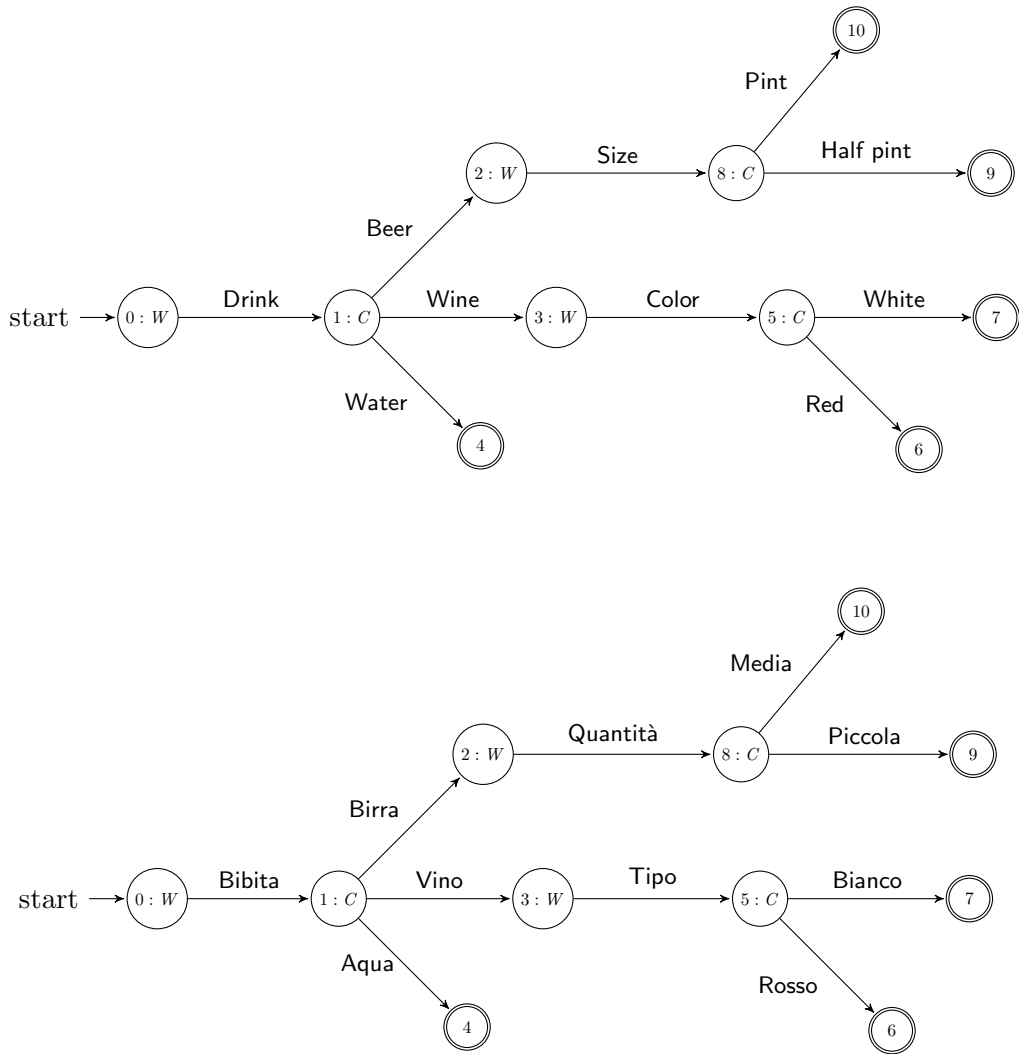 10
Pint
2 : W
Size
8 : C
Half pint
9
Beer
start
0 : W
Drink
1 : C
Wine
3 : W
Color
5 : C
White
7
Water
Red
4
6
10
Media
2 : W
Quantità
8 : C
Piccola
9
Birra
start
0 : W
Bibita
1 : C
Vino
3 : W
Tipo
5 : C
Bianco
7
Aqua
Rosso
4
6